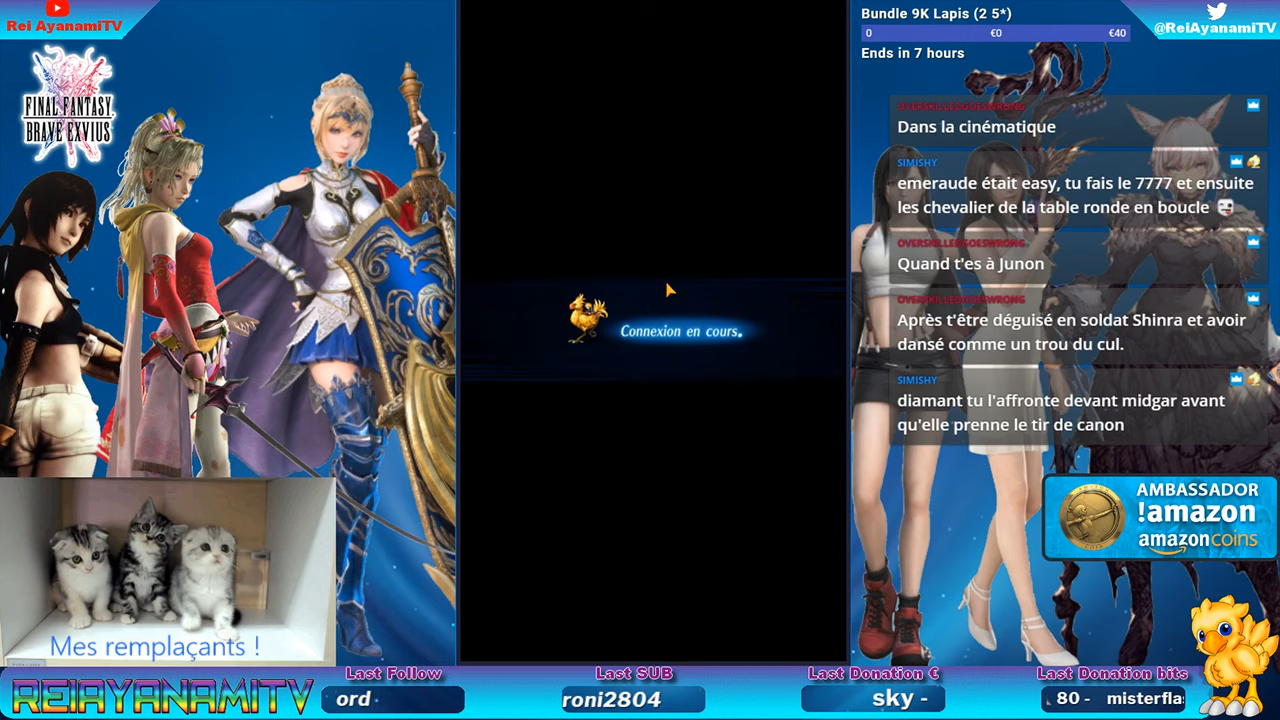 Rei AyanamiTV
FINAL FANTASY
BRAVE EXVIUS
Connexion en cours.
Bundle 9K Lapis (2 5*)
0 €0 €40
Ends in 7 hours
@ReiAyanamiTV
OVERSKILLEDGOESWRONG
Dans la cinématique
SIMISHY
emeraude était easy, tu fais le 7777 et ensuite
les chevalier de la table ronde en boucle
OVERSKILLEDGOESWRONG
Quand t'es à Junon
OVERSKILLEDGOESWRONG
Après t'être déguisé en soldat Shinra et avoir
dansé comme un trou du cul.
SIMISHY
diamant tu l'affronte devant midgar avant
qu'elle prenne le tir de canon
AMBASSADOR
!amazon
amazoncoins
Mes remplaçants !
REIAYANAMITV
Last Follow
ord
Last SUB
roni2804
Last Donation €
sky -
Last Donation bits
80 - misterfla